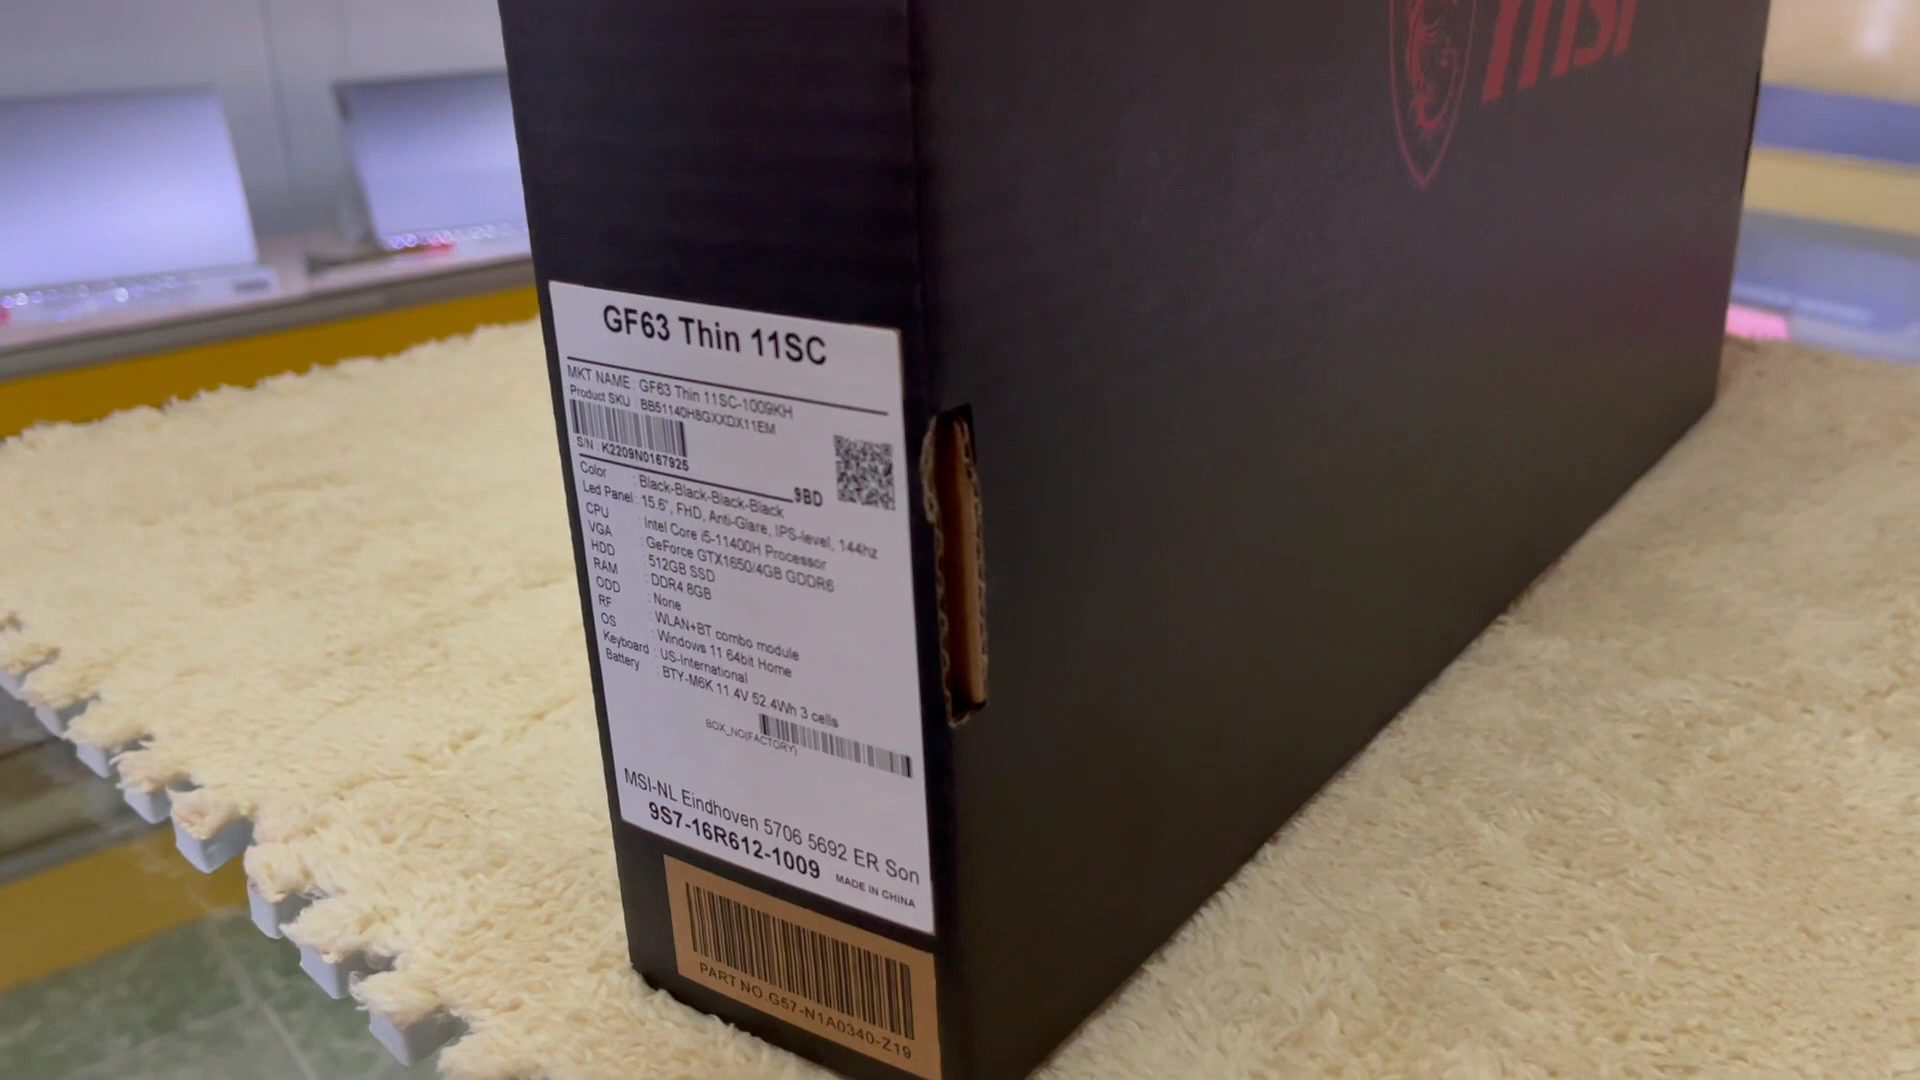 msi
GF63 Thin 11SC
MKT NAME : GF63 Thin 11SC-1009KH
Product SKU : BB51140H8GXXDX11EM
S/N : K2209N0167925
9BD
Color : Black-Black-Black-Black
Led Panel : 15.6", FHD, Anti-Glare, IPS-level, 144hz
CPU : Intel Core i5-11400H Processor
VGA : GeForce GTX1650/4GB GDDR6
HDD : 512GB SSD
RAM : DDR4 8GB
ODD : None
RF : WLAN+BT combo module
OS : Windows 11 64bit Home
Keyboard : US-International
Battery : BTY-M6K 11.4V 52.4Wh 3 cells
BOX_NO(FACTORY)
MSI-NL Eindhoven 5706 5692 ER Son
9S7-16R612-1009
MADE IN CHINA
PART NO.G57-N1A0340-Z19